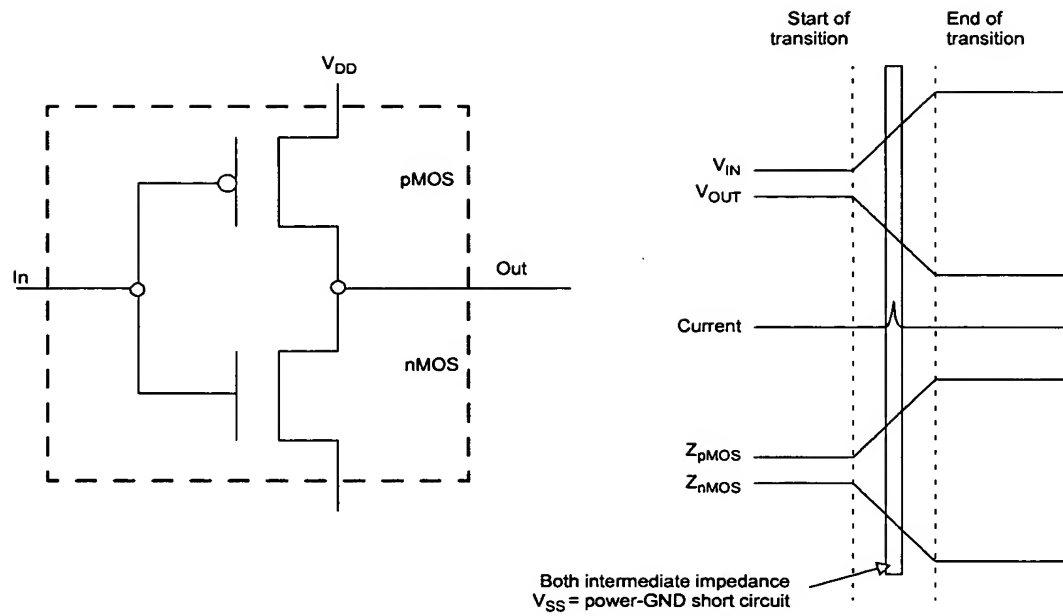 Start of
transition
End of
transition
VDD
pMOS
In
Out
nMOS
VIN
VOUT
Current
ZpMOS
ZnMOS
Both intermediate impedance
VSS = power-GND short circuit